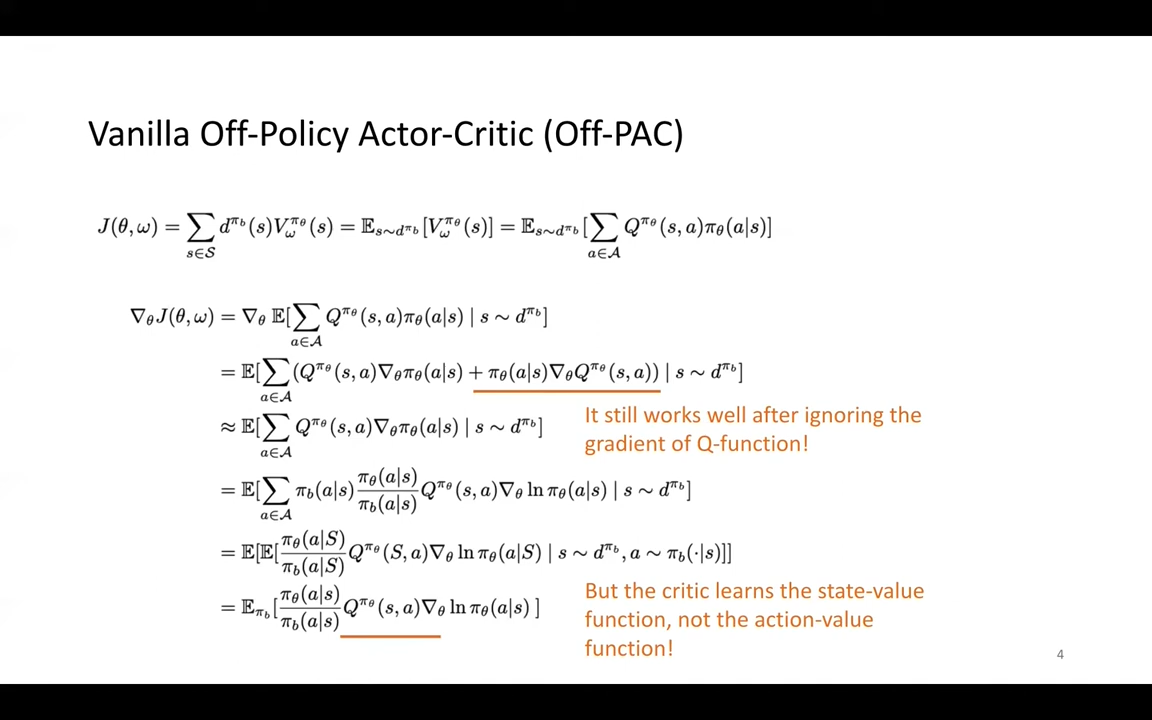 Vanilla Off-Policy Actor-Critic (Off-PAC)
J(θ, ω) = ∑_{s∈𝒮} d^{π_b}(s)V_ω^{π_θ}(s) = 𝔼_{s∼d^{π_b}}[V_ω^{π_θ}(s)] = 𝔼_{s∼d^{π_b}}[∑_{a∈𝒜} Q^{π_θ}(s, a)π_θ(a|s)]
∇_θJ(θ, ω) = ∇_θ 𝔼[∑_{a∈𝒜} Q^{π_θ}(s, a)π_θ(a|s) | s ∼ d^{π_b}]
= 𝔼[∑_{a∈𝒜} (Q^{π_θ}(s, a)∇_θπ_θ(a|s) + π_θ(a|s)∇_θQ^{π_θ}(s, a)) | s ∼ d^{π_b}]
≈ 𝔼[∑_{a∈𝒜} Q^{π_θ}(s, a)∇_θπ_θ(a|s) | s ∼ d^{π_b}]
It still works well after ignoring the
gradient of Q-function!
= 𝔼[∑_{a∈𝒜} π_b(a|s) \frac{π_θ(a|s)}{π_b(a|s)} Q^{π_θ}(s, a)∇_θ ln π_θ(a|s) | s ∼ d^{π_b}]
= 𝔼[𝔼[\frac{π_θ(a|S)}{π_b(a|S)} Q^{π_θ}(S, a)∇_θ ln π_θ(a|S) | s ∼ d^{π_b}, a ∼ π_b(·|s)]]
= 𝔼_{π_b}[\frac{π_θ(a|s)}{π_b(a|s)} Q^{π_θ}(s, a)∇_θ ln π_θ(a|s) ]
But the critic learns the state-value
function, not the action-value
function!
4